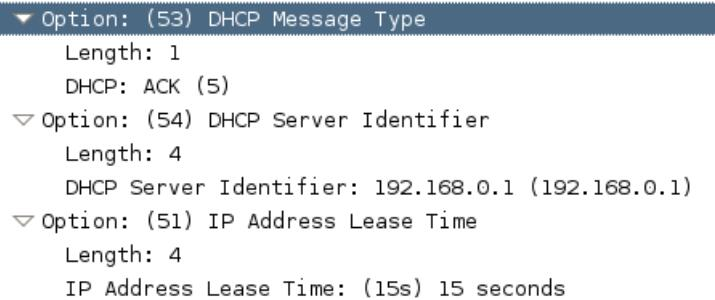 Option: (53) DHCP Message Type
Length: 1
DHCP: ACK (5)
Option: (54) DHCP Server Identifier
Length: 4
DHCP Server Identifier: 192.168.0.1 (192.168.0.1)
Option: (51) IP Address Lease Time
Length: 4
IP Address Lease Time: (15s) 15 seconds